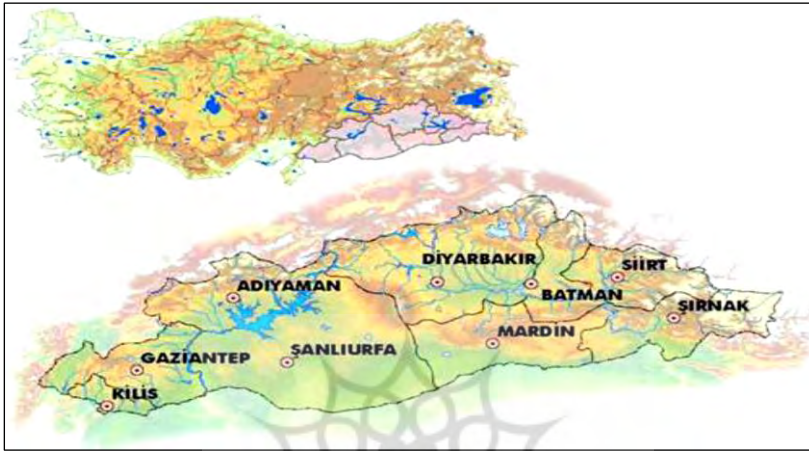 DİYARBAKIR
SİİRT
ADIYAMAN
BATMAN
ŞIRNAK
MARDİN
GAZİANTEP
ŞANLIURFA
KİLİS